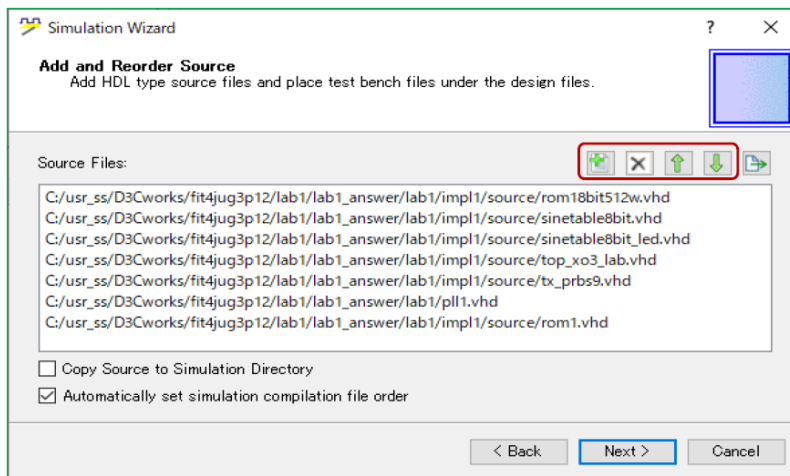 Simulation Wizard
?
Add and Reorder Source
Add HDL type source files and place test bench files under the design files.
Source Files:
C:/usr_ss/D3Cworks/fit4jug3p12/lab1/lab1_answer/lab1/impl1/source/rom18bit512w.vhd
C:/usr_ss/D3Cworks/fit4jug3p12/lab1/lab1_answer/lab1/impl1/source/sinetable8bit.vhd
C:/usr_ss/D3Cworks/fit4jug3p12/lab1/lab1_answer/lab1/impl1/source/sinetable8bit_led.vhd
C:/usr_ss/D3Cworks/fit4jug3p12/lab1/lab1_answer/lab1/impl1/source/top_xo3_lab.vhd
C:/usr_ss/D3Cworks/fit4jug3p12/lab1/lab1_answer/lab1/impl1/source/tx_prbs9.vhd
C:/usr_ss/D3Cworks/fit4jug3p12/lab1/lab1_answer/lab1/pll1.vhd
C:/usr_ss/D3Cworks/fit4jug3p12/lab1/lab1_answer/lab1/impl1/source/rom1.vhd
Copy Source to Simulation Directory
Automatically set simulation compilation file order
< Back Next > Cancel